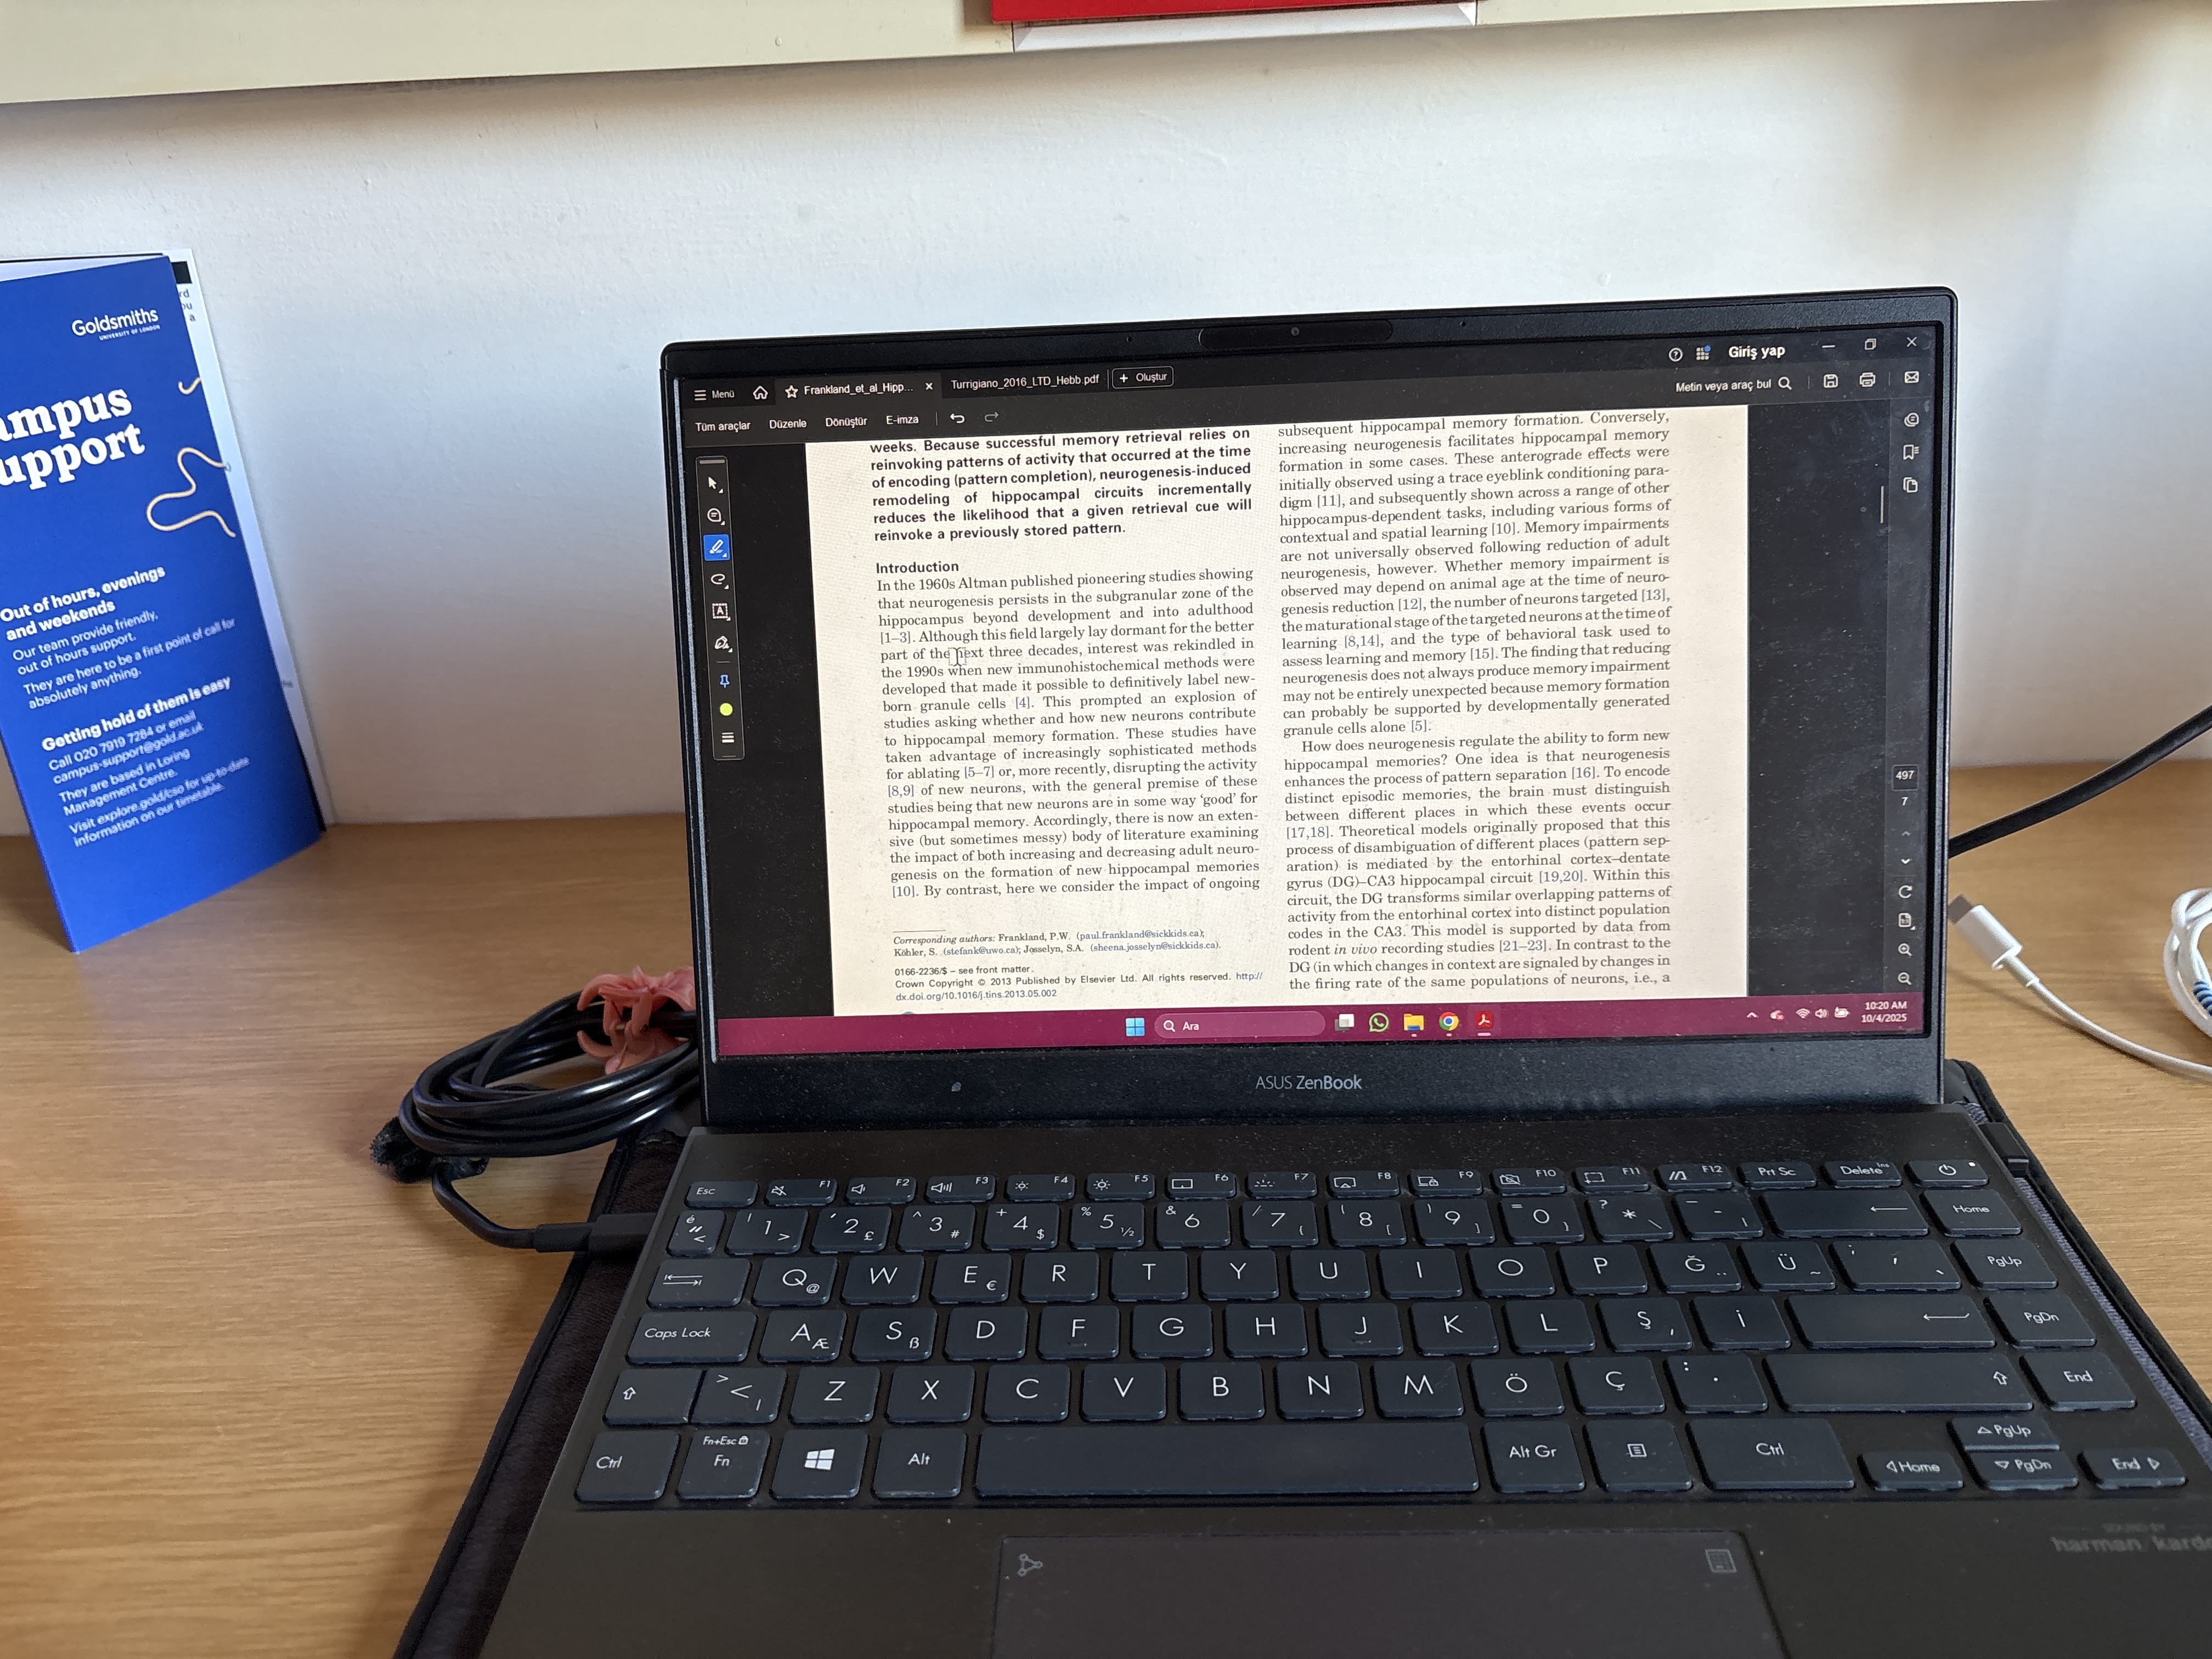 Goldsmiths
UNIVERSITY OF LONDON
ampus
upport
Out of hours, evenings
and weekends
Our team provide friendly,
out of hours support.
They are here to be a first point of call for
absolutely anything.
Getting hold of them is easy
Call 020 7919 7284 or email
campus-support@gold.ac.uk
They are based in Loring
Management Centre.
Visit explore.gold/cso for up-to-date
information on our timetable.
Giriş yap
Menü
Frankland_et_al_Hipp...
Turrigiano_2016_LTD_Hebb.pdf
+ Oluştur
Metin veya araç bul
Tüm araçlar Düzenle Dönüştür E-imza
weeks. Because successful memory retrieval relies on
reinvoking patterns of activity that occurred at the time
of encoding (pattern completion), neurogenesis-induced
remodeling of hippocampal circuits incrementally
reduces the likelihood that a given retrieval cue will
reinvoke a previously stored pattern.
Introduction
In the 1960s Altman published pioneering studies showing
that neurogenesis persists in the subgranular zone of the
hippocampus beyond development and into adulthood
[1–3]. Although this field largely lay dormant for the better
part of the next three decades, interest was rekindled in
the 1990s when new immunohistochemical methods were
developed that made it possible to definitively label new-
born granule cells [4]. This prompted an explosion of
studies asking whether and how new neurons contribute
to hippocampal memory formation. These studies have
taken advantage of increasingly sophisticated methods
for ablating [5–7] or, more recently, disrupting the activity
[8,9] of new neurons, with the general premise of these
studies being that new neurons are in some way 'good' for
hippocampal memory. Accordingly, there is now an exten-
sive (but sometimes messy) body of literature examining
the impact of both increasing and decreasing adult neuro-
genesis on the formation of new hippocampal memories
[10]. By contrast, here we consider the impact of ongoing
Corresponding authors: Frankland, P.W. (paul.frankland@sickkids.ca);
Köhler, S. (stefank@uwo.ca); Josselyn, S.A. (sheena.josselyn@sickkids.ca).
0166-2236/$ – see front matter.
Crown Copyright © 2013 Published by Elsevier Ltd. All rights reserved. http://
dx.doi.org/10.1016/j.tins.2013.05.002
subsequent hippocampal memory formation. Conversely,
increasing neurogenesis facilitates hippocampal memory
formation in some cases. These anterograde effects were
initially observed using a trace eyeblink conditioning para-
digm [11], and subsequently shown across a range of other
hippocampus-dependent tasks, including various forms of
contextual and spatial learning [10]. Memory impairments
are not universally observed following reduction of adult
neurogenesis, however. Whether memory impairment is
observed may depend on animal age at the time of neuro-
genesis reduction [12], the number of neurons targeted [13],
the maturational stage of the targeted neurons at the time of
learning [8,14], and the type of behavioral task used to
assess learning and memory [15]. The finding that reducing
neurogenesis does not always produce memory impairment
may not be entirely unexpected because memory formation
can probably be supported by developmentally generated
granule cells alone [5].
How does neurogenesis regulate the ability to form new
hippocampal memories? One idea is that neurogenesis
enhances the process of pattern separation [16]. To encode
distinct episodic memories, the brain must distinguish
between different places in which these events occur
[17,18]. Theoretical models originally proposed that this
process of disambiguation of different places (pattern sep-
aration) is mediated by the entorhinal cortex–dentate
gyrus (DG)–CA3 hippocampal circuit [19,20]. Within this
circuit, the DG transforms similar overlapping patterns of
activity from the entorhinal cortex into distinct population
codes in the CA3. This model is supported by data from
rodent in vivo recording studies [21–23]. In contrast to the
DG (in which changes in context are signaled by changes in
the firing rate of the same populations of neurons, i.e., a
497
7
Ara
10:20 AM
10/4/2025
ASUS ZenBook
Esc F1 F2 F3 F4 F5 F6 F7 F8 F9 F10 F11 F12 Prt Sc Delete Ins
é " < ! 1 > ' 2 £ ^ 3 # + 4 $ % 5 ½ & 6 / 7 { ( 8 [ ) 9 ] = 0 } ? * \ _ - | Home
Q @ W E € R T Y U I O P Ğ ¨ Ü ~ PgUp
Caps Lock A Æ S ß D F G H J K L Ş ´ İ PgDn
> < | Z X C V B N M Ö Ç : . End
Ctrl Fn+Esc Fn Alt Alt Gr Ctrl Home PgUp PgDn End
SOUND BY
harman/kardo